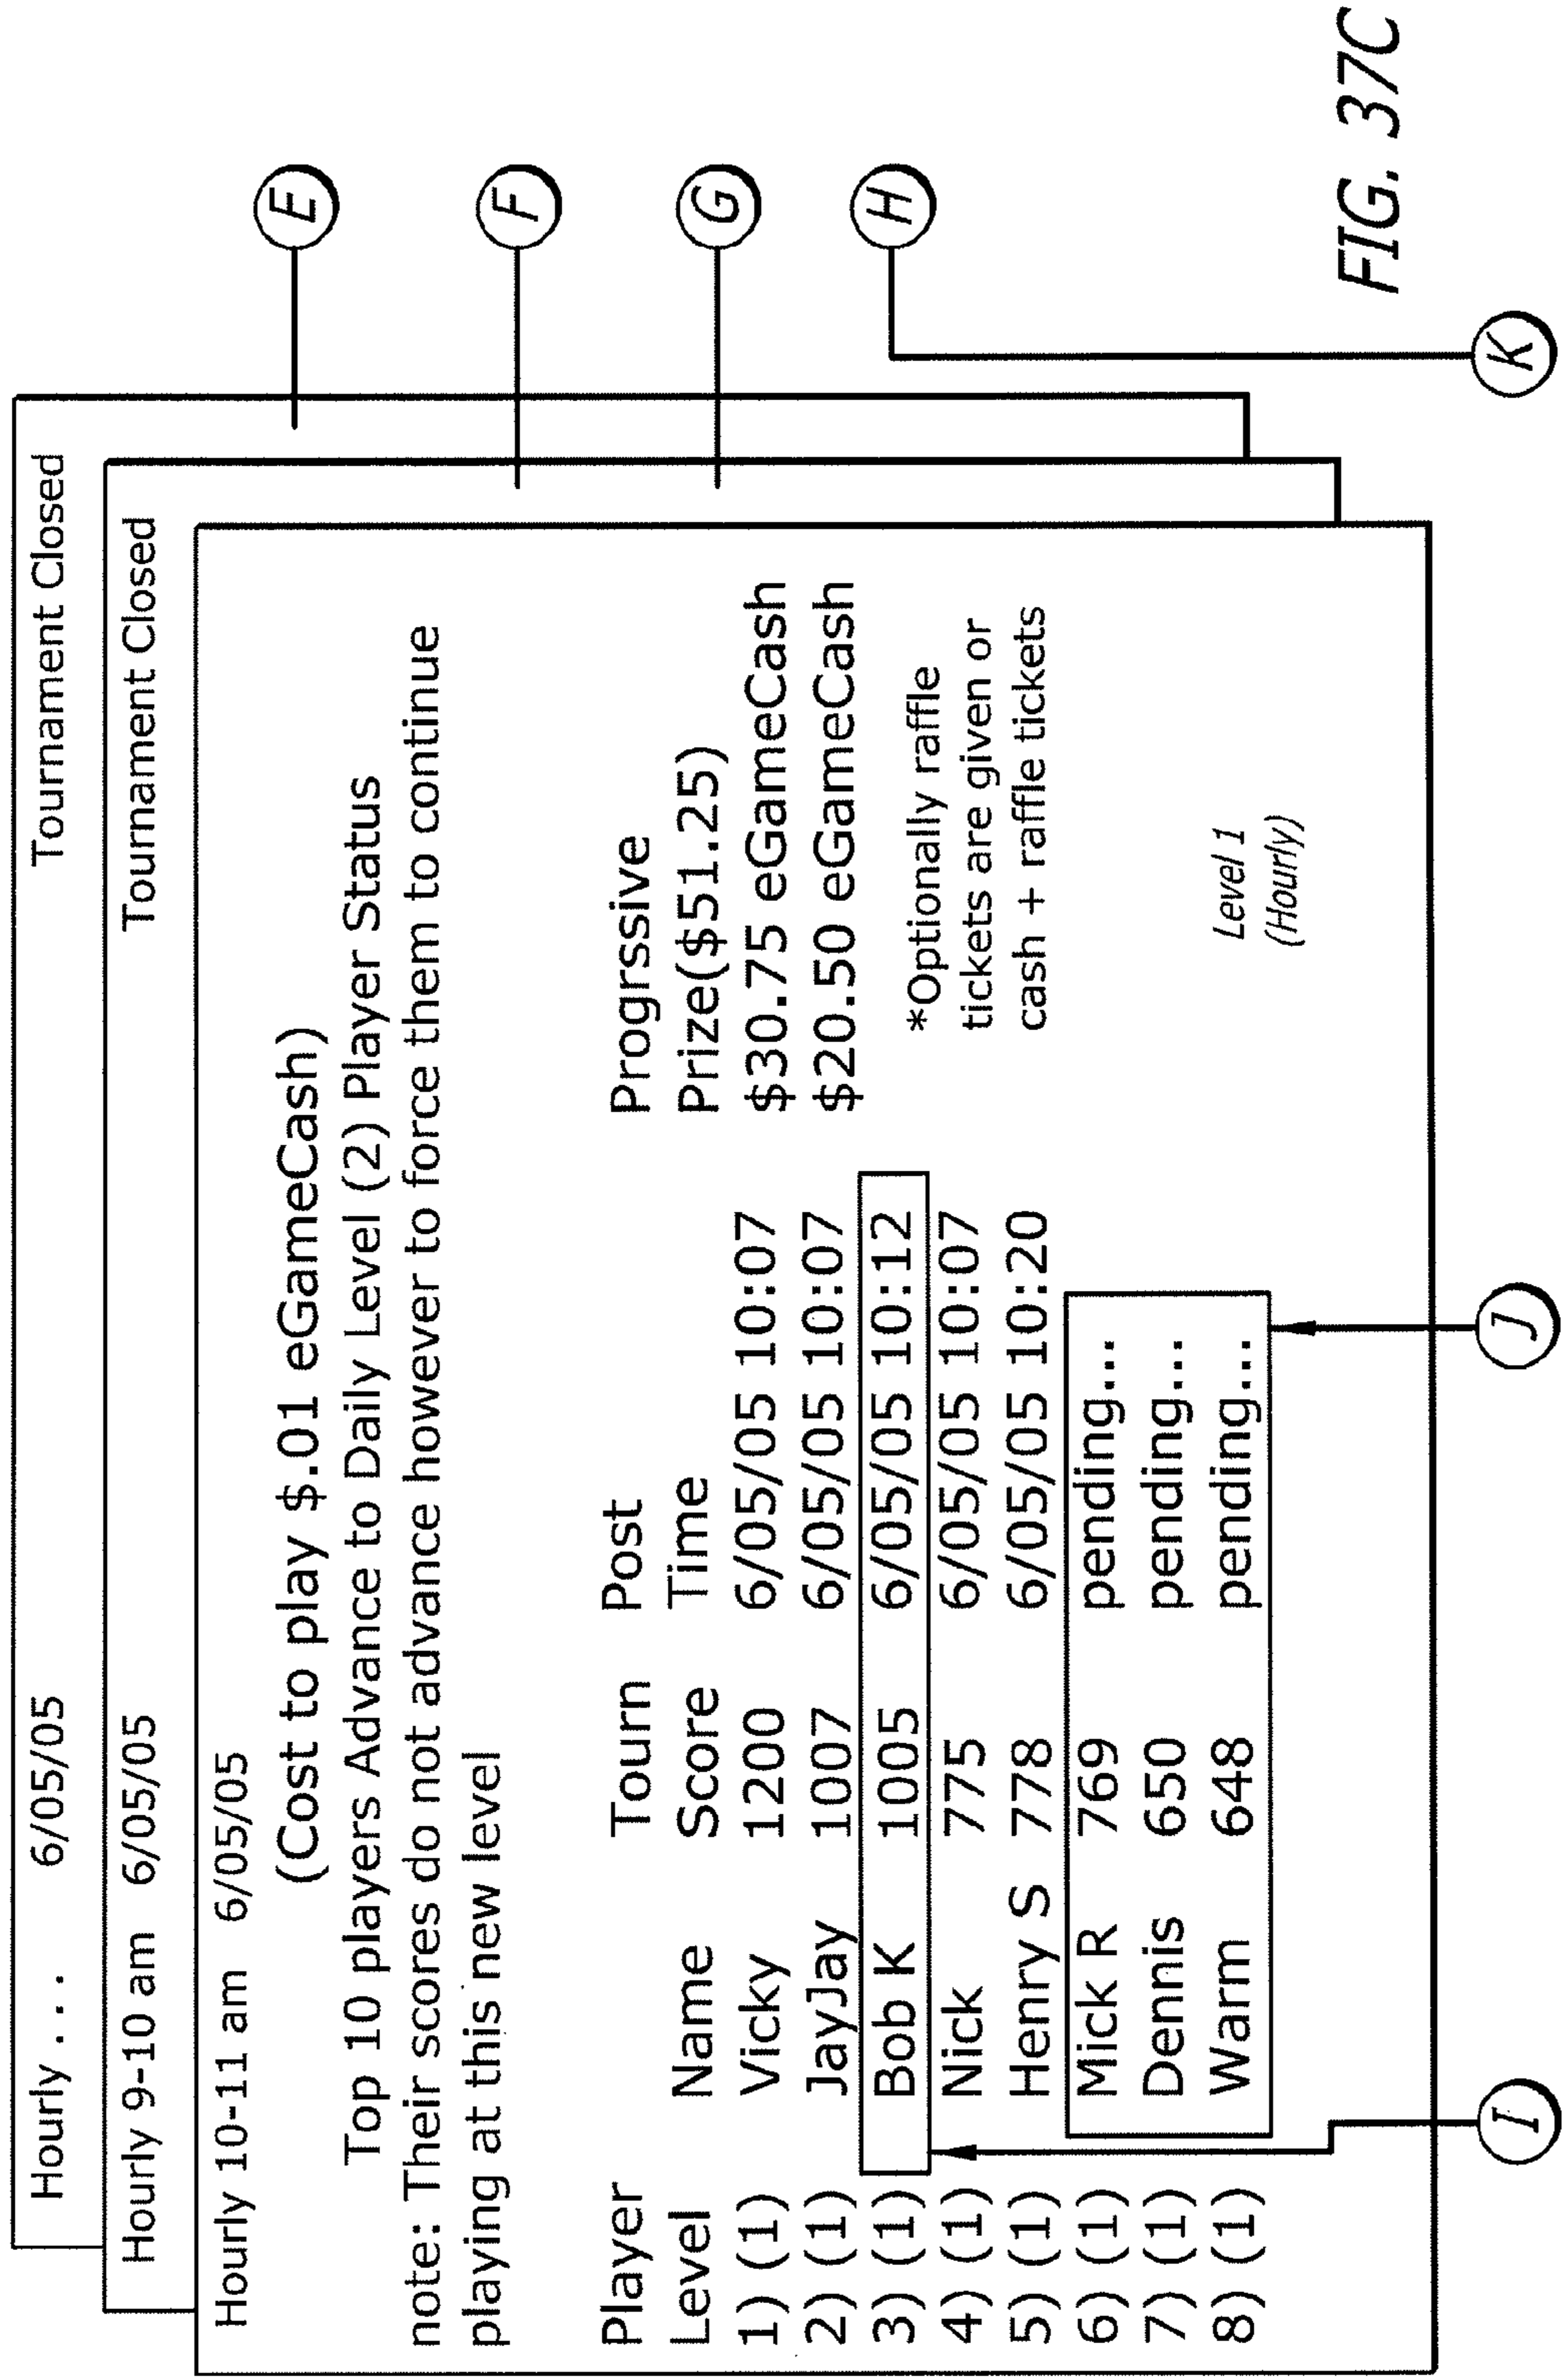 Hourly . . . 6/05/05 Tournament Closed
Hourly 9-10 am 6/05/05 Tournament Closed
Hourly 10-11 am 6/05/05
(Cost to play $.01 eGameCash)
Top 10 players Advance to Daily Level (2) Player Status
note: Their scores do not advance however to force them to continue
playing at this new level
Player Tourn Post Progrssive
Level Name Score Time Prize($51.25)
1) (1) Vicky 1200 6/05/05 10:07 $30.75 eGameCash
2) (1) JayJay 1007 6/05/05 10:07 $20.50 eGameCash
3) (1) Bob K 1005 6/05/05 10:12
4) (1) Nick 775 6/05/05 10:07
5) (1) Henry S 778 6/05/05 10:20
6) (1) Mick R 769 pending...
7) (1) Dennis 650 pending...
8) (1) Warm 648 pending...
*Optionally raffle
tickets are given or
cash + raffle tickets
Level 1
(Hourly)
E
F
G
H
I
J
K
FIG. 37C